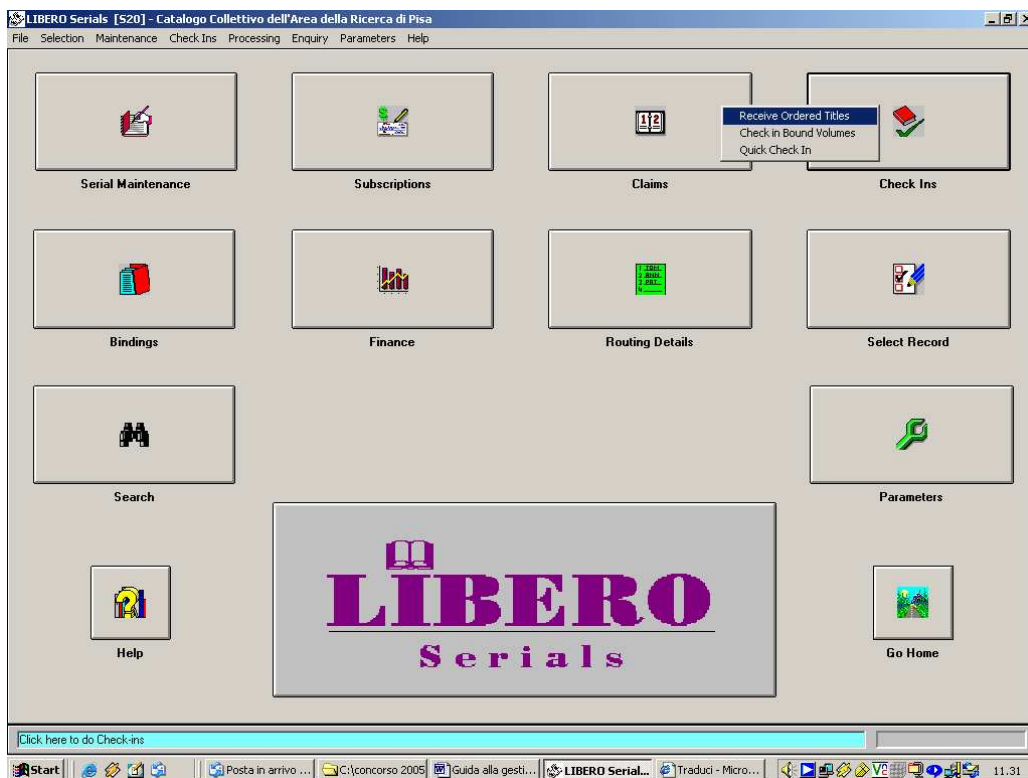 LIBERO Serials [S20] - Catalogo Collettivo dell'Area della Ricerca di Pisa
File Selection Maintenance Check Ins Processing Enquiry Parameters Help
Receive Ordered Titles
Check in Bound Volumes
Quick Check In
Serial Maintenance Subscriptions Claims Check Ins
Bindings Finance Routing Details Select Record
Search Parameters
LIBERO
Serials
Help Go Home
Click here to do Check-ins
Start Posta in arrivo ... C:\concorso 2005 Guida alla gesti... LIBERO Serial... Traduci - Micro... 11.31